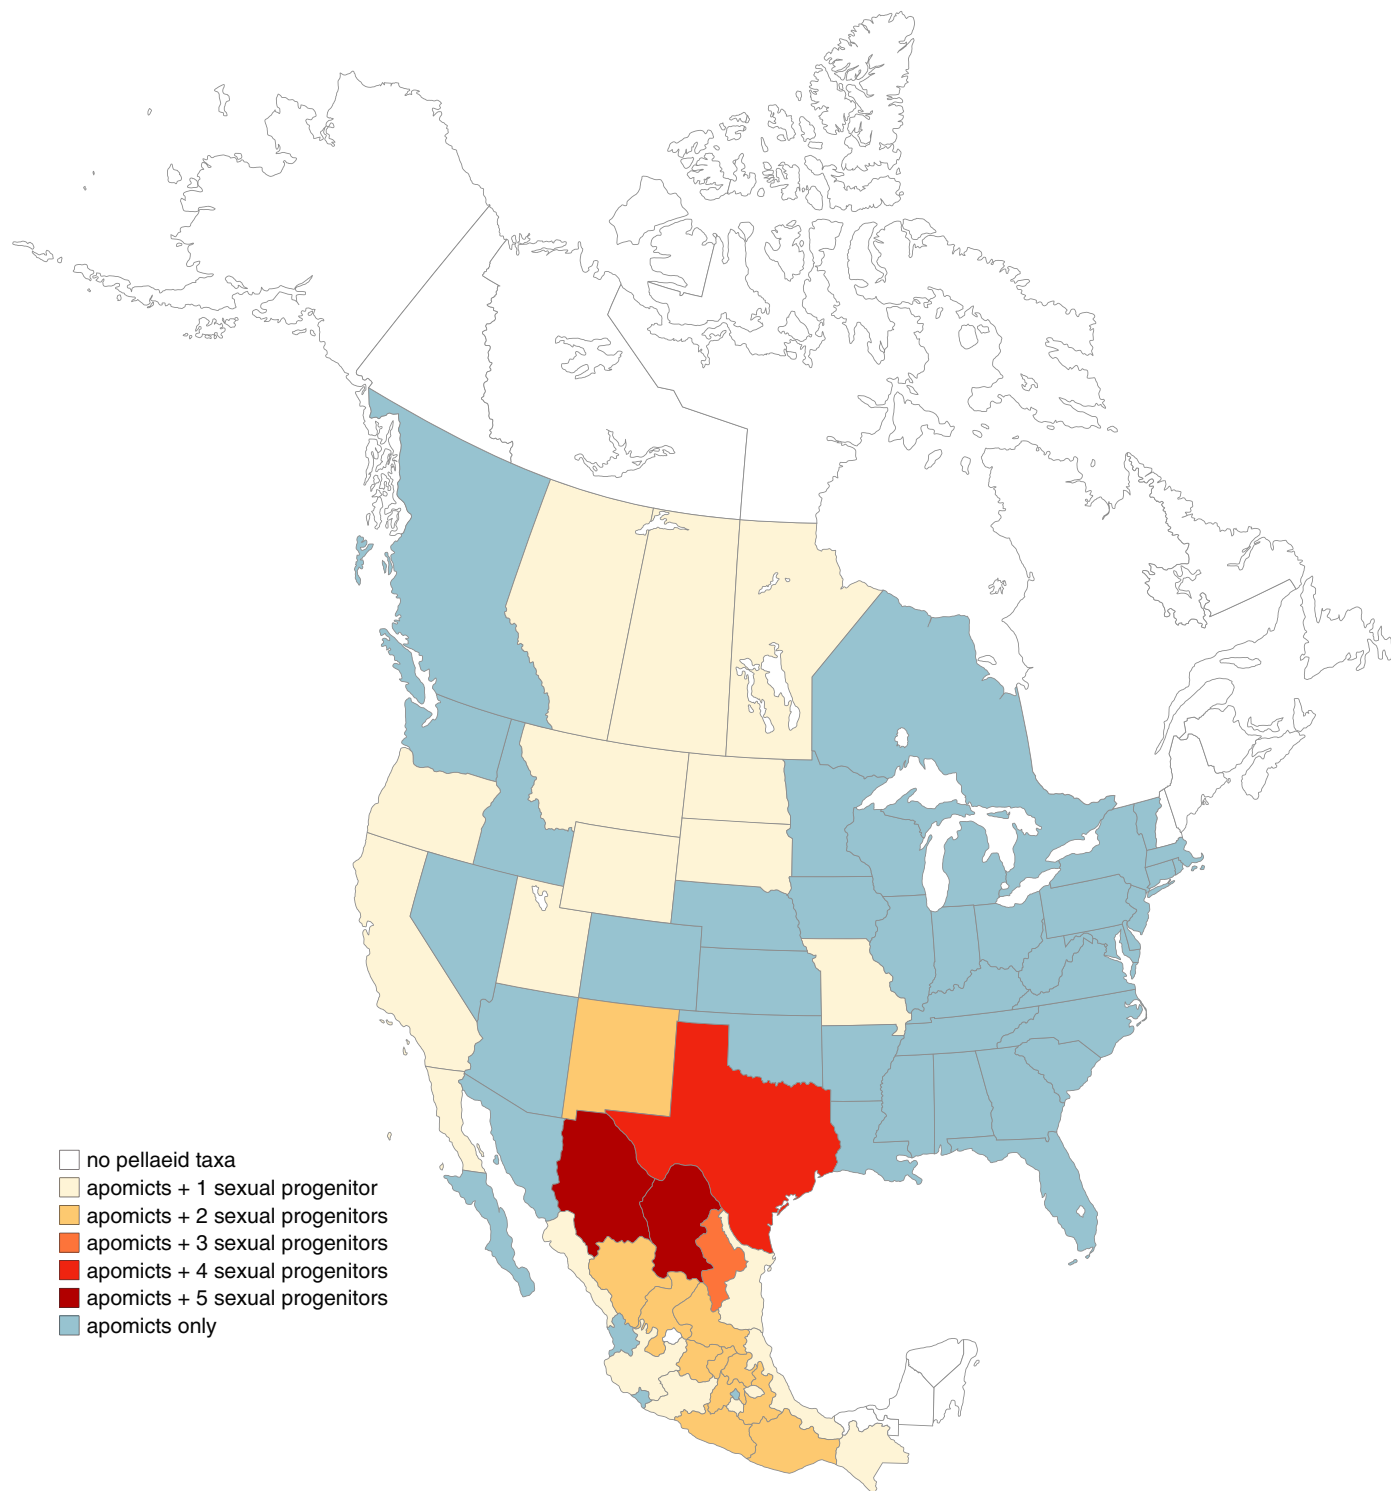 no pellaeid taxa
apomicts + 1 sexual progenitor
apomicts + 2 sexual progenitors
apomicts + 3 sexual progenitors
apomicts + 4 sexual progenitors
apomicts + 5 sexual progenitors
apomicts only